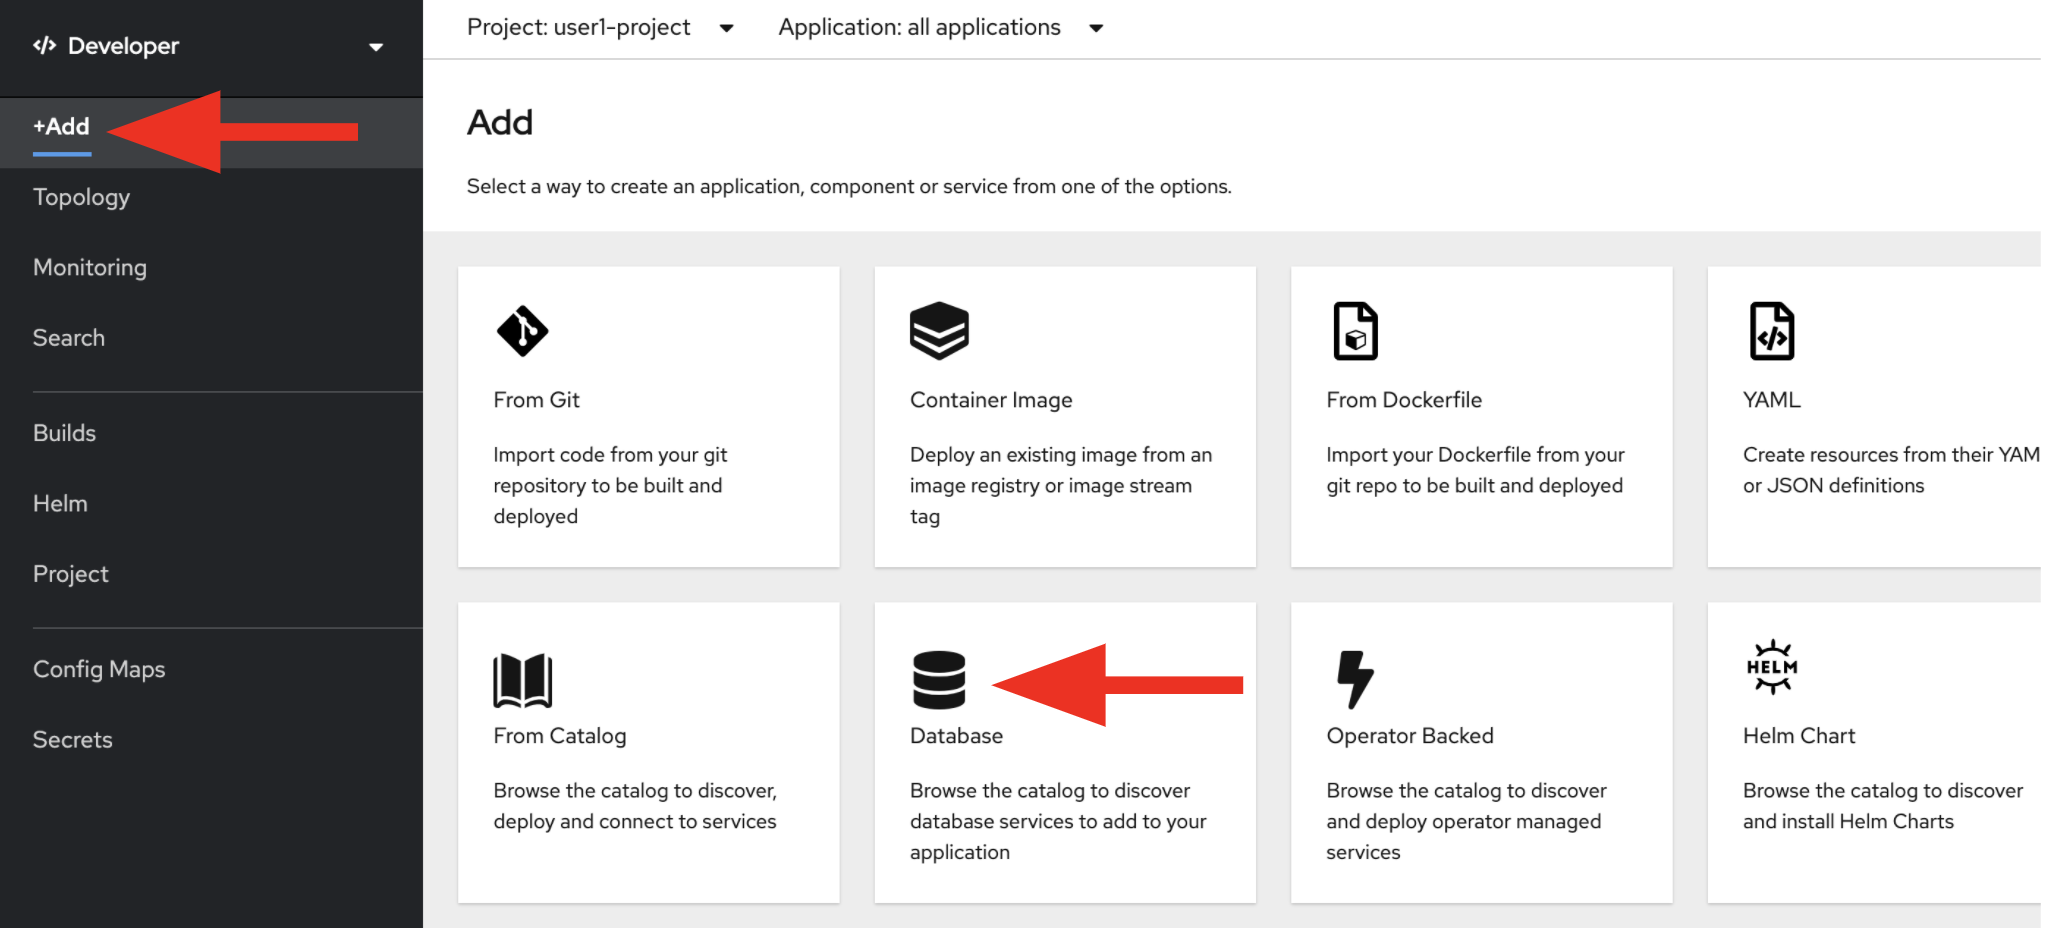 </> Developer
+Add
Topology
Monitoring
Search
Builds
Helm
Project
Config Maps
Secrets
Project: user1-project
Application: all applications
Add
Select a way to create an application, component or service from one of the options.
From Git
Import code from your git
repository to be built and
deployed
Container Image
Deploy an existing image from an
image registry or image stream
tag
From Dockerfile
Import your Dockerfile from your
git repo to be built and deployed
</>
YAML
Create resources from their YAM
or JSON definitions
From Catalog
Browse the catalog to discover,
deploy and connect to services
Database
Browse the catalog to discover
database services to add to your
application
Operator Backed
Browse the catalog to discover
and deploy operator managed
services
HELM
Helm Chart
Browse the catalog to discover
and install Helm Charts